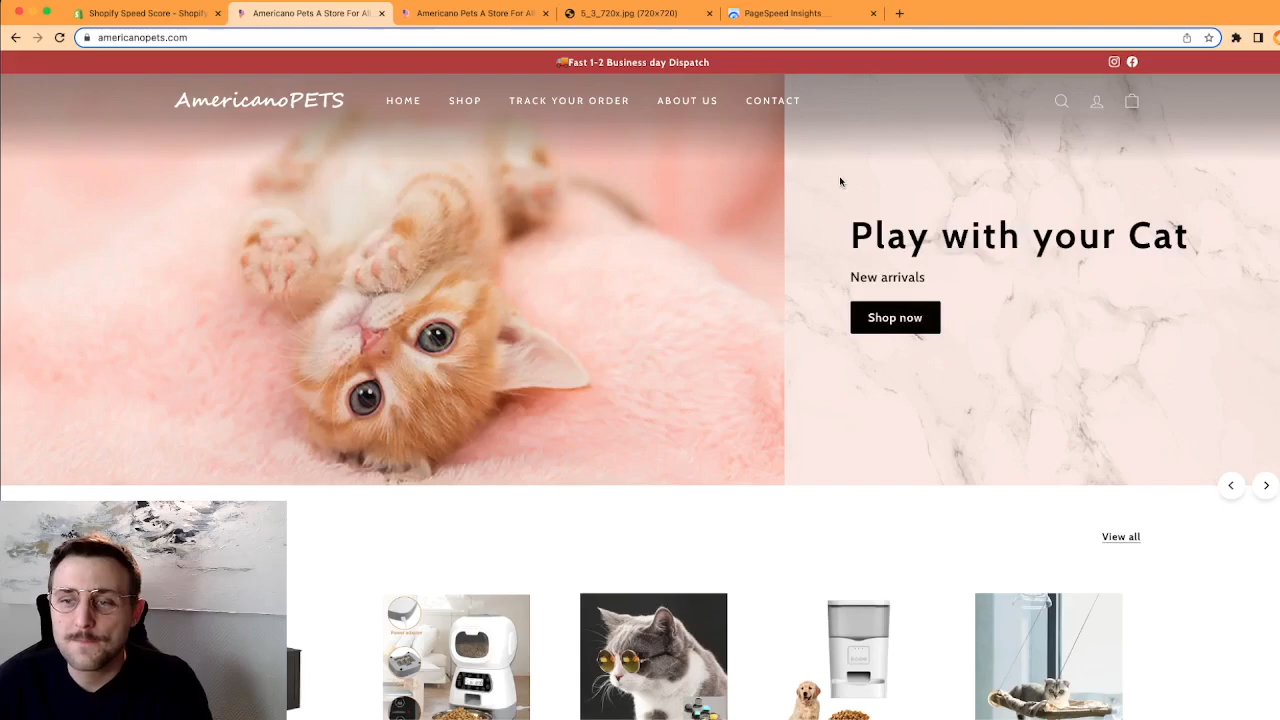 Shopify Speed Score - Shopify
Americano Pets A Store For All
Americano Pets A Store For All
5_3_720x.jpg (720×720)
PageSpeed Insights
americanopets.com
🚚Fast 1-2 Business day Dispatch
AmericanoPETS
HOME
SHOP
TRACK YOUR ORDER
ABOUT US
CONTACT
Play with your Cat
New arrivals
Shop now
View all
Power adaptor